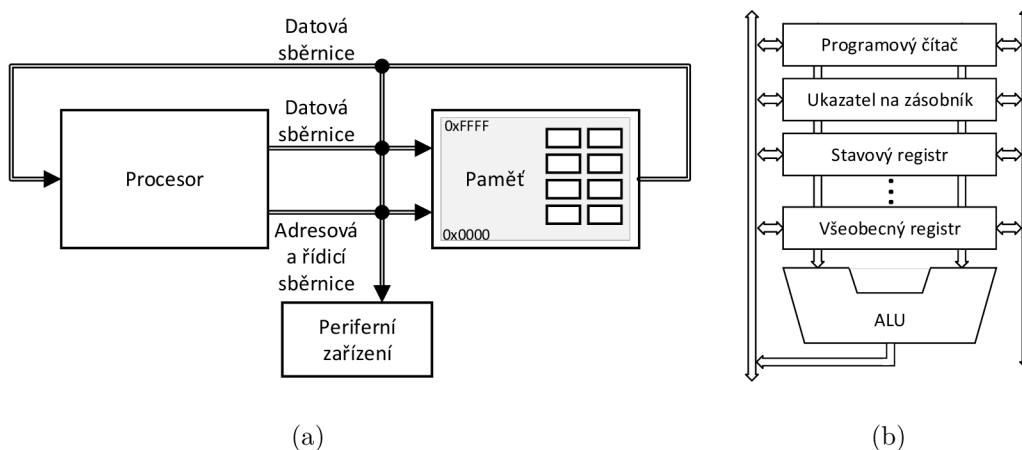 Datová
sběrnice
Datová
sběrnice
Procesor
0xFFFF
Paměť
0x0000
Adresová
a řídicí
sběrnice
Periferní
zařízení
(a)
Programový čítač
Ukazatel na zásobník
Stavový registr
Všeobecný registr
ALU
(b)